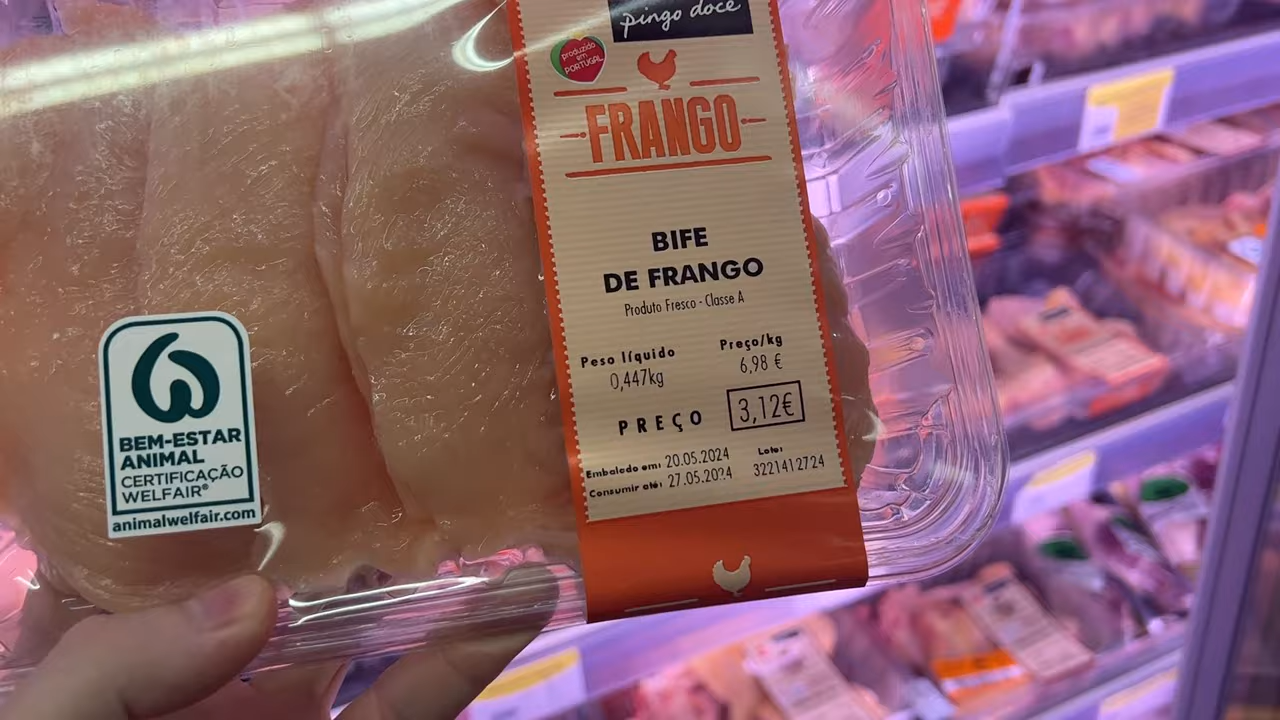 pingo doce
produzido
em
PORTUGAL
FRANGO
BIFE
DE FRANGO
Produto Fresco - Classe A
Peso líquido
0,447kg
Preço/kg
6,98 €
PREÇO
3,12€
Embalado em: 20.05.2024
Consumir até: 27.05.2024
Lote:
3221412724
BEM-ESTAR
ANIMAL
CERTIFICAÇÃO
WELFAIR®
animalwelfair.com